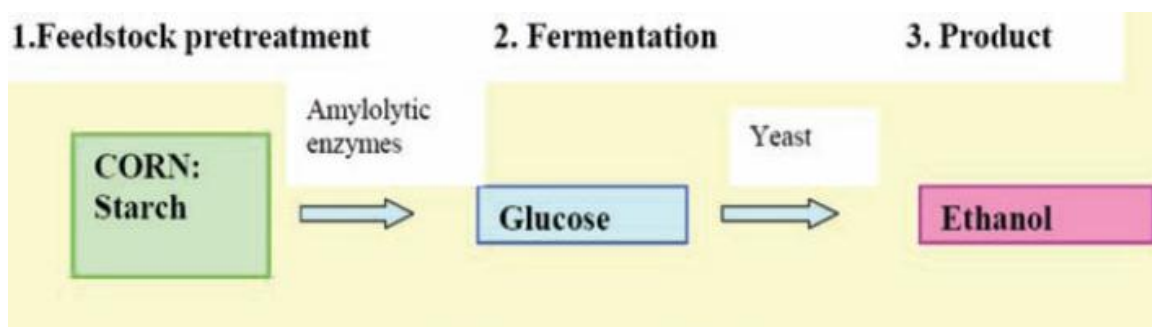 1.Feedstock pretreatment
2. Fermentation
3. Product
Amylolytic
enzymes
Yeast
CORN:
Starch
Glucose
Ethanol